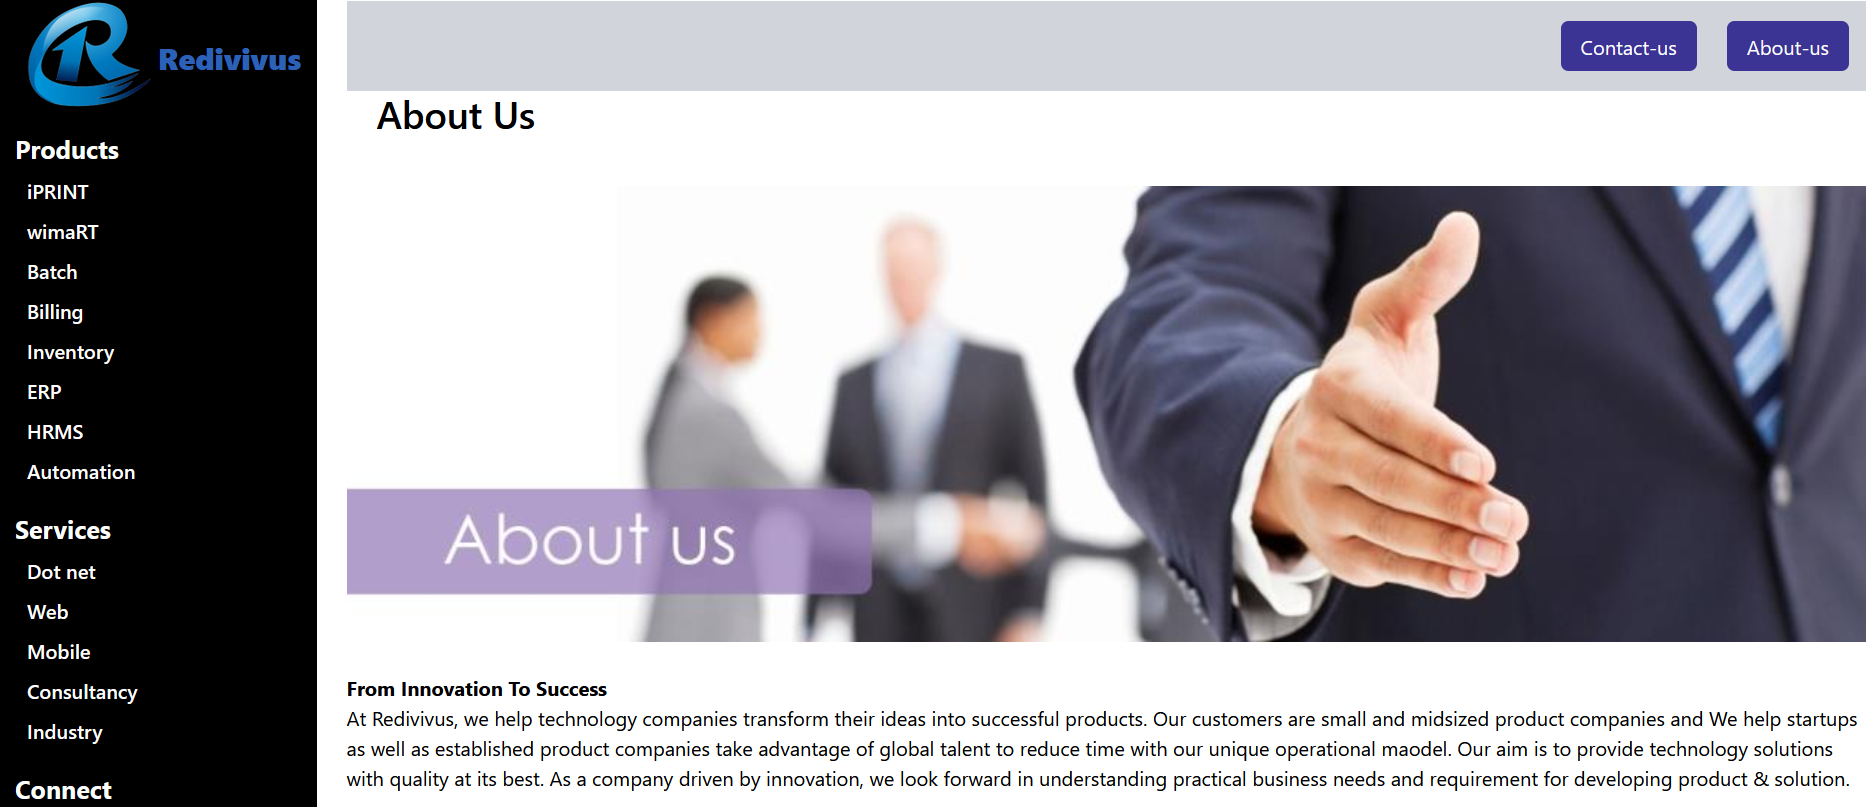 Redivivus
Products
iPRINT
wimaRT
Batch
Billing
Inventory
ERP
HRMS
Automation
Services
Dot net
Web
Mobile
Consultancy
Industry
Connect
Contact-us
About-us
About Us
About us
From Innovation To Success
At Redivivus, we help technology companies transform their ideas into successful products. Our customers are small and midsized product companies and We help startups
as well as established product companies take advantage of global talent to reduce time with our unique operational maodel. Our aim is to provide technology solutions
with quality at its best. As a company driven by innovation, we look forward in understanding practical business needs and requirement for developing product & solution.